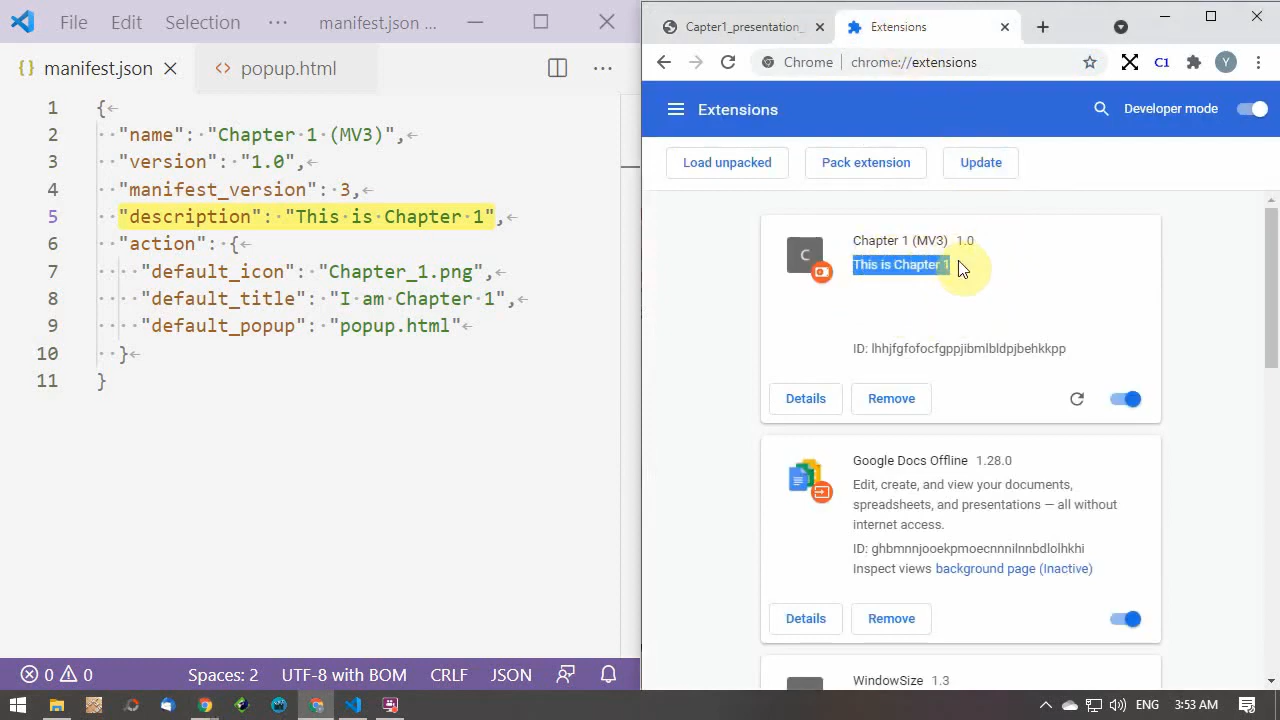 File Edit Selection ··· manifest.json ...
manifest.json popup.html ...
1 {
2 "name": "Chapter 1 (MV3)",
3 "version": "1.0",
4 "manifest_version": 3,
5 "description": "This is Chapter 1",
6 "action": {
7 "default_icon": "Chapter_1.png",
8 "default_title": "I am Chapter 1",
9 "default_popup": "popup.html"
10 }
11 }
0 0 Spaces: 2 UTF-8 with BOM CRLF JSON
Capter1_presentation_ Extensions
Chrome chrome://extensions C1 Y
Extensions Developer mode
Load unpacked Pack extension Update
C
Chapter 1 (MV3) 1.0
This is Chapter 1
ID: lhhjfgfofocfgppjibmlbldpjbehkkpp
Details Remove
Google Docs Offline 1.28.0
Edit, create, and view your documents,
spreadsheets, and presentations — all without
internet access.
ID: ghbmnnjooekpmoecnnnilnnbdlolhkhi
Inspect views background page (Inactive)
Details Remove
WindowSize 1.3
ENG 3:53 AM